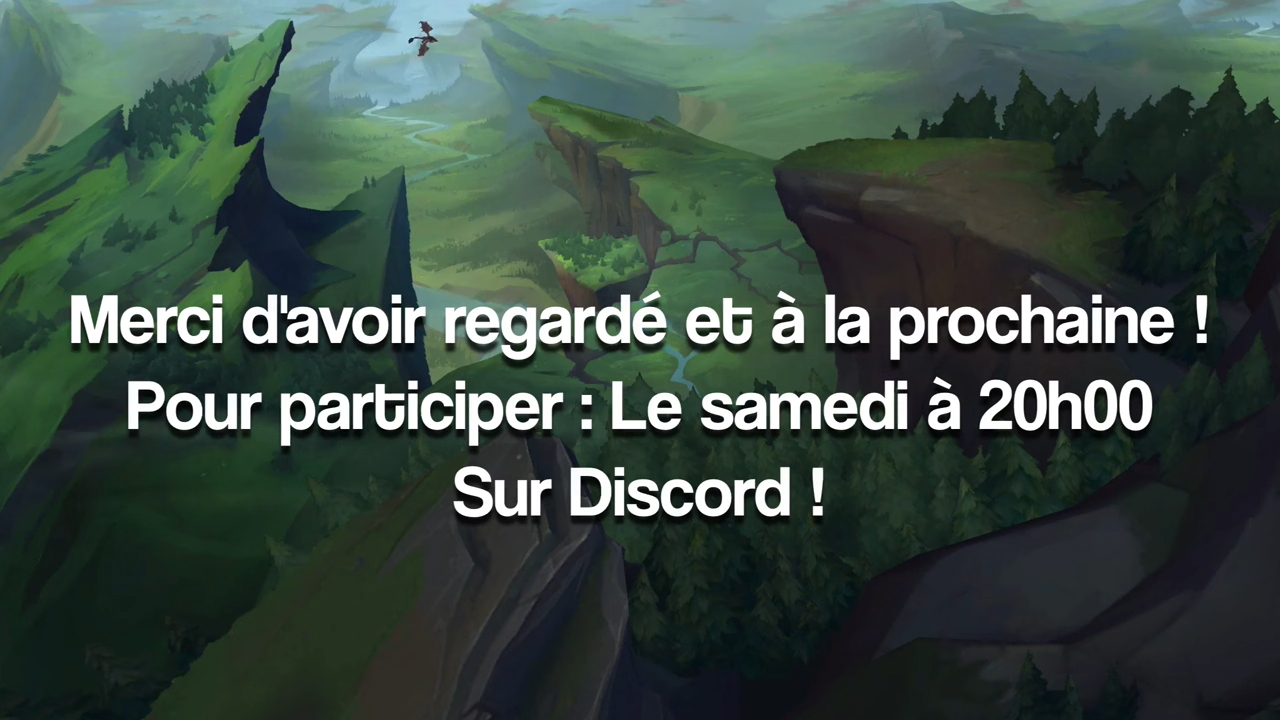 Merci d'avoir regardé et à la prochaine !
Pour participer : Le samedi à 20h00
Sur Discord !